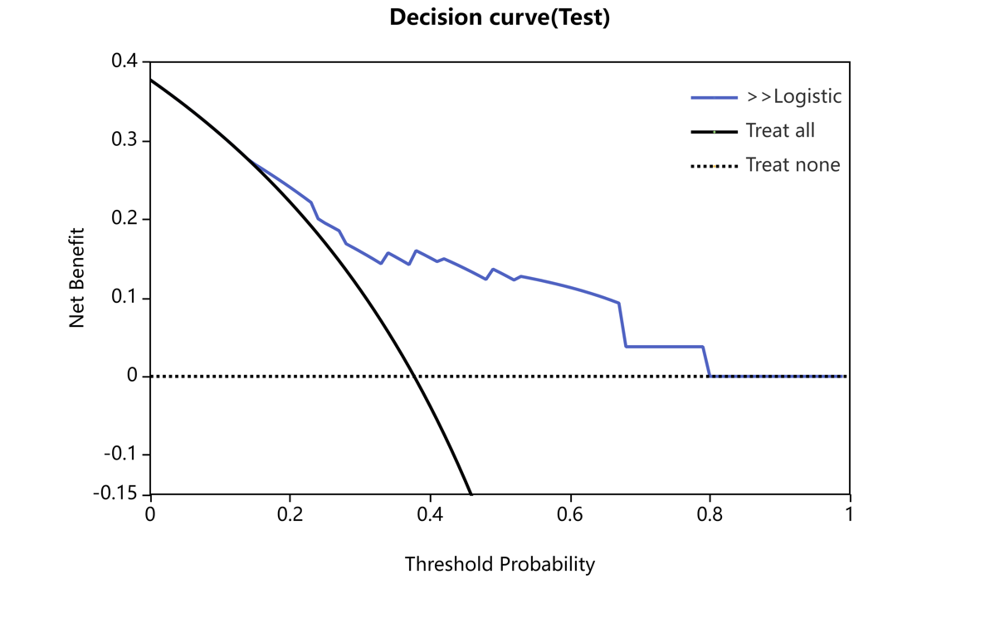 Decision curve(Test)
0.4
0.3
0.2
0.1
0
-0.1
-0.15
Net Benefit
>>Logistic
Treat all
Treat none
0 0.2 0.4 0.6 0.8 1
Threshold Probability